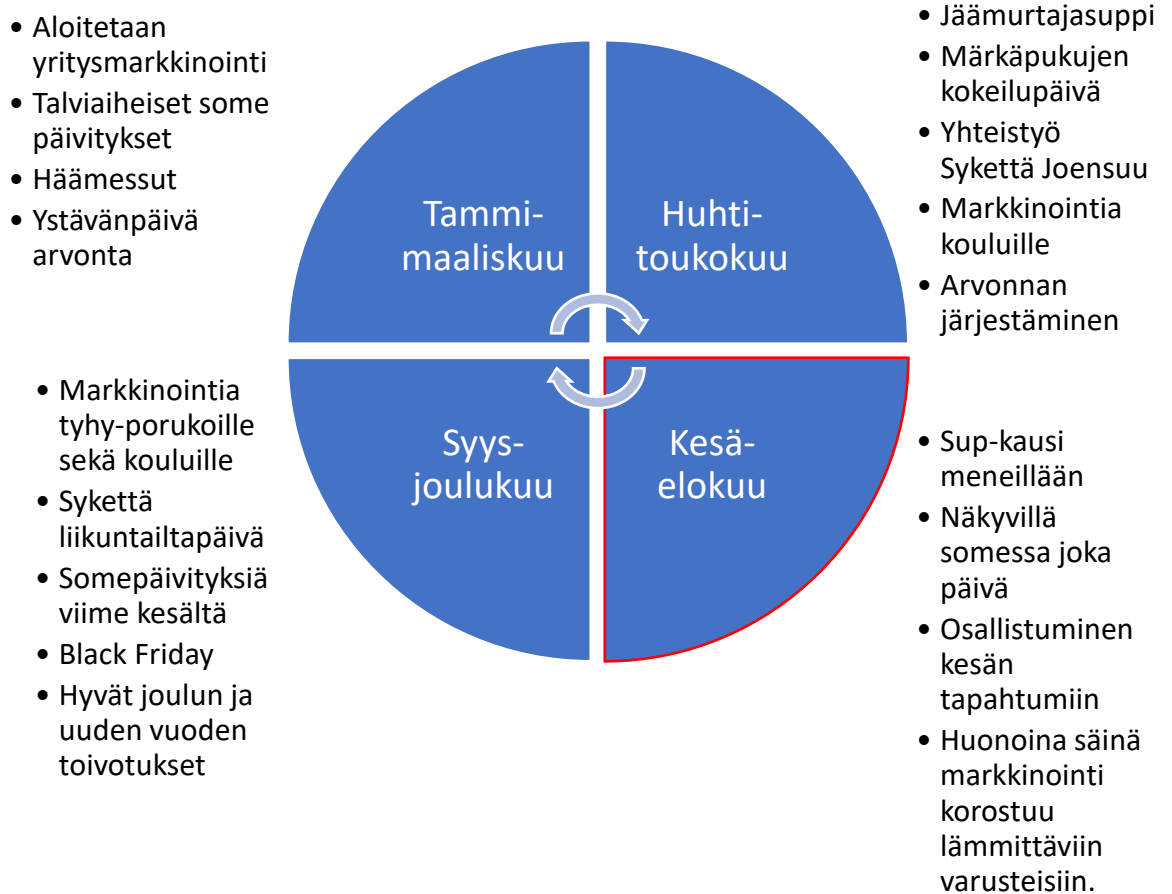 • Aloitetaan
yritysmarkkinointi
• Talviaiheiset some
päivitykset
• Häämessut
• Ystävänpäivä
arvonta
Tammi-
maaliskuu
Huhti-
toukokuu
• Jäämurtajasuppi
• Märkäpukujen
kokeilupäivä
• Yhteistyö
Sykettä Joensuu
• Markkinointia
kouluille
• Arvonnan
järjestäminen
• Markkinointia
tyhy-porukoille
sekä kouluille
• Sykettä
liikuntailtapäivä
• Somepäivityksiä
viime kesältä
• Black Friday
• Hyvät joulun ja
uuden vuoden
toivotukset
Syys-
joulukuu
Kesä-
elokuu
• Sup-kausi
meneillään
• Näkyvillä
somessa joka
päivä
• Osallistuminen
kesän
tapahtumiin
• Huonoina säinä
markkinointi
korostuu
lämmittäviin
varusteisiin.